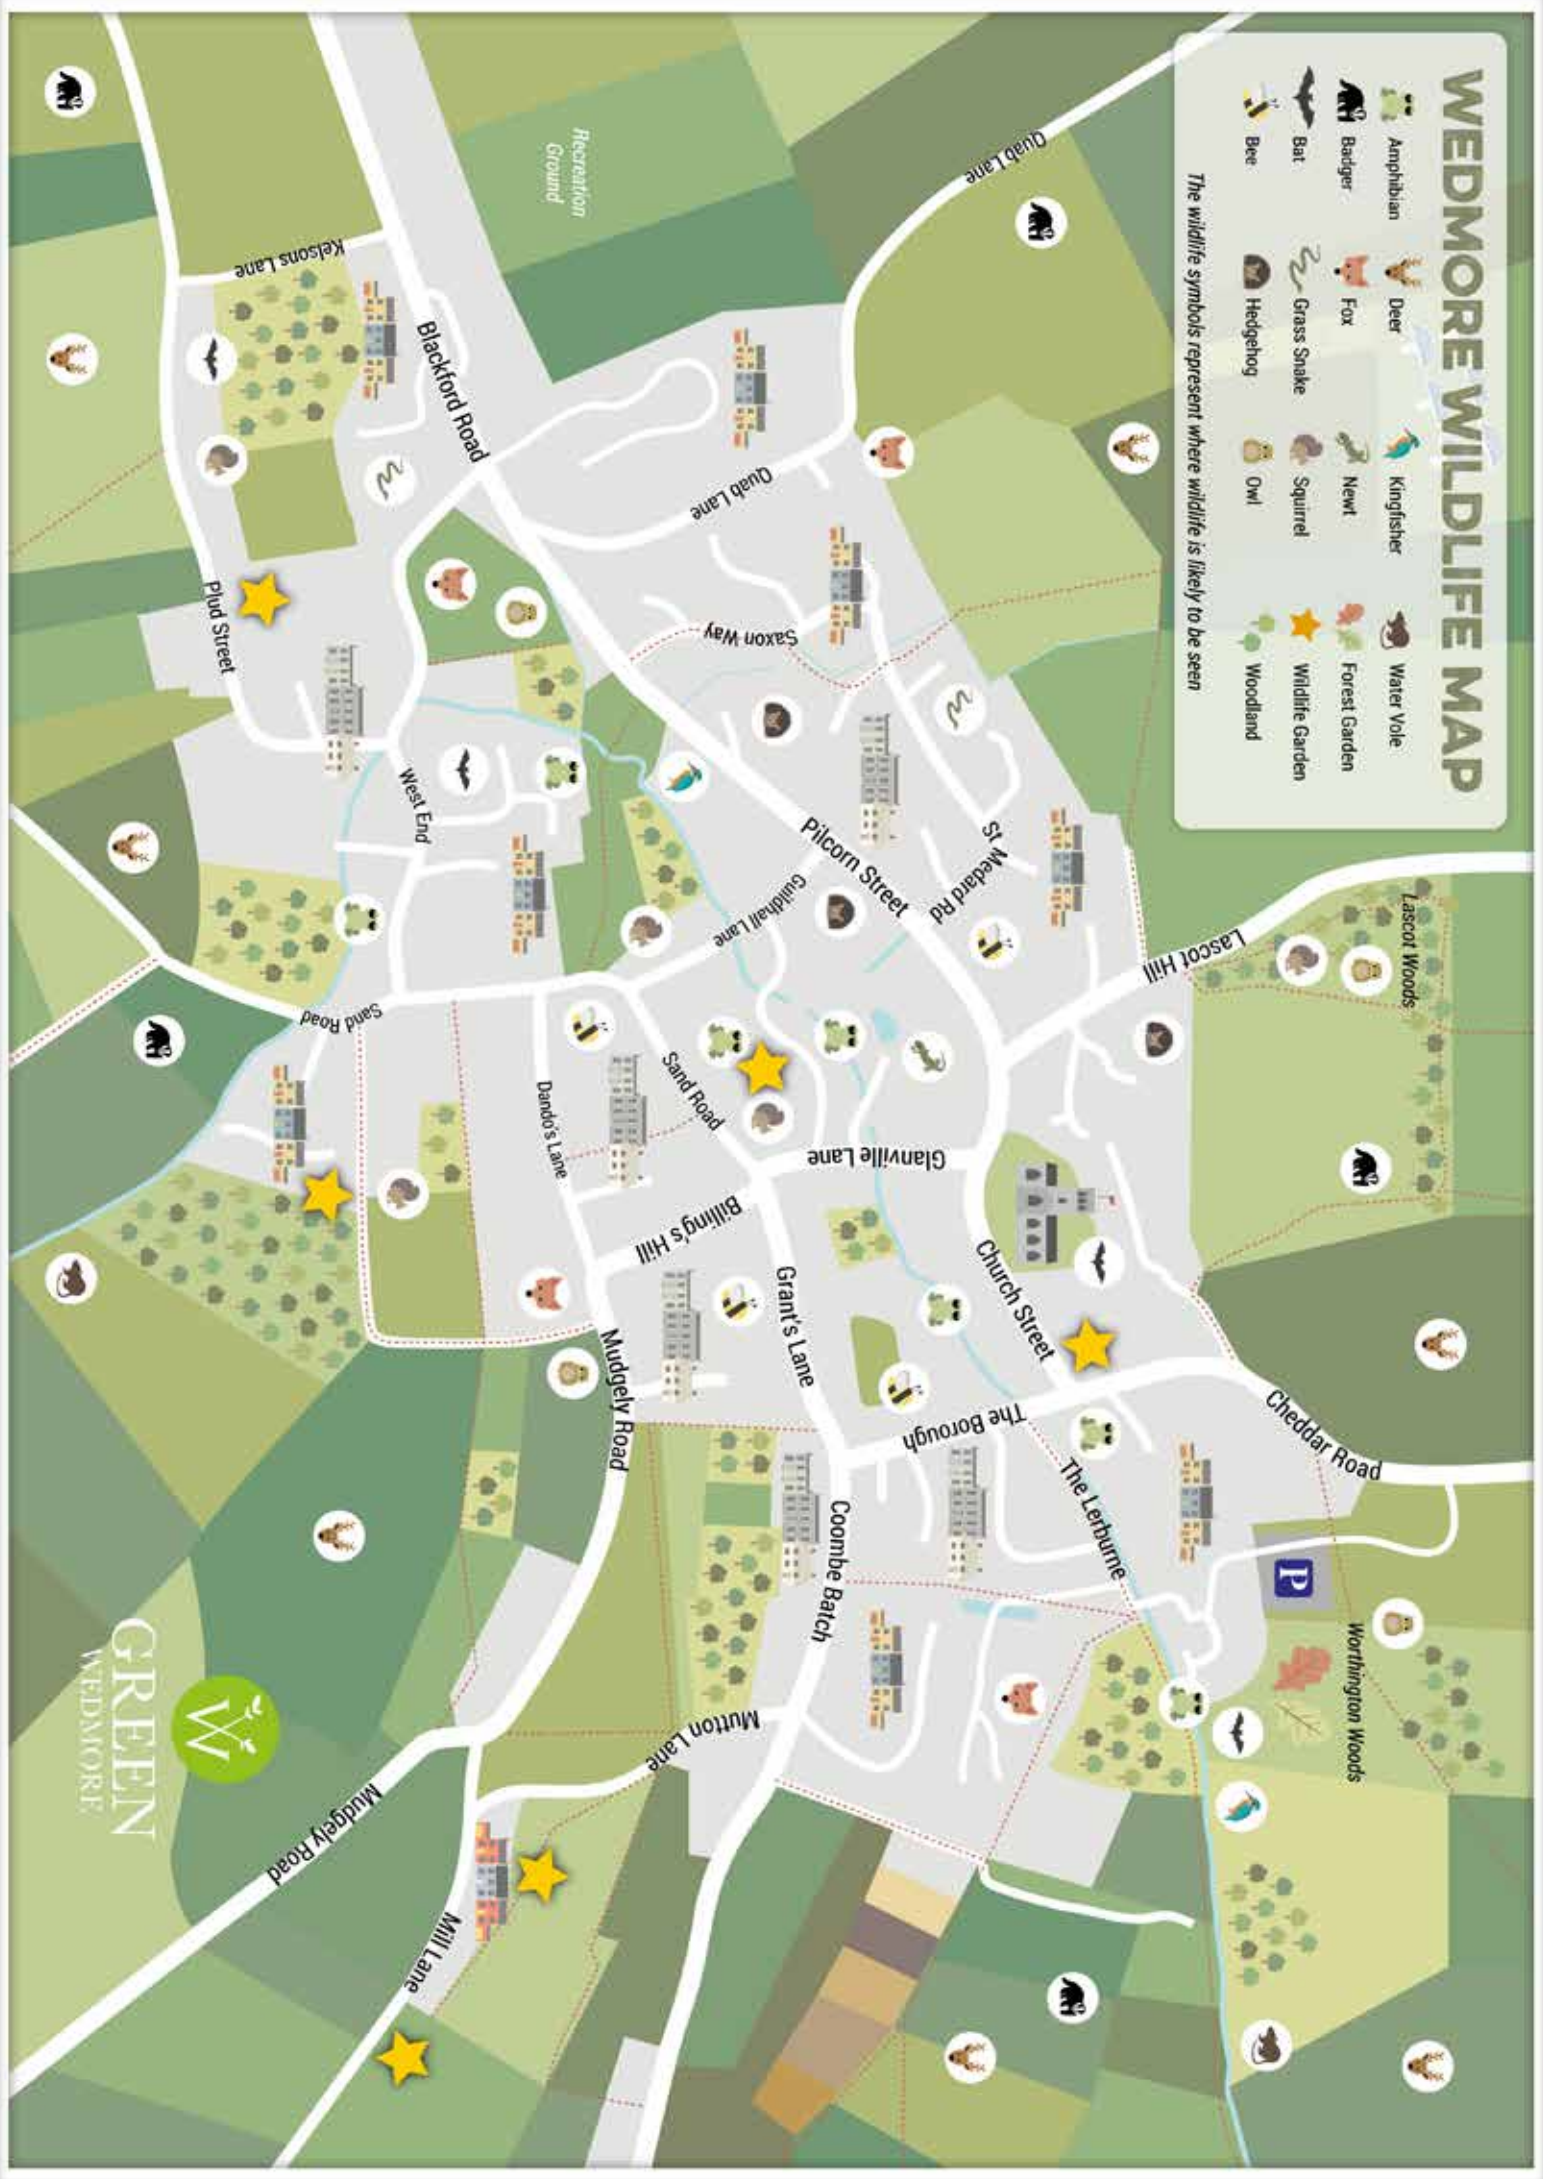 WEDMORE WILDLIFE MAP
Amphibian
Deer
Kingfisher
Water Vole
Badger
Fox
Newt
Forest Garden
Bat
Grass Snake
Squirrel
Wildlife Garden
Bee
Hedgehog
Owl
Woodland
The wildlife symbols represent where wildlife is likely to be seen
Lascot Woods
Lascot Hill
Cheddar Road
Worthington Woods
P
Quab Lane
Recreation
Ground
Quab Lane
Saxon Way
St Medard Rd
Pilcorn Street
Guildhall Lane
Church Street
Glanville Lane
The Borough
The Lerburne
Kelsons Lane
Blackford Road
Plud Street
West End
Sand Road
Sand Road
Dando's Lane
Billing's Hill
Grant's Lane
Mudgely Road
Coombe Batch
Mutton Lane
Mudgely Road
Mill Lane
W
GREEN
WEDMORE